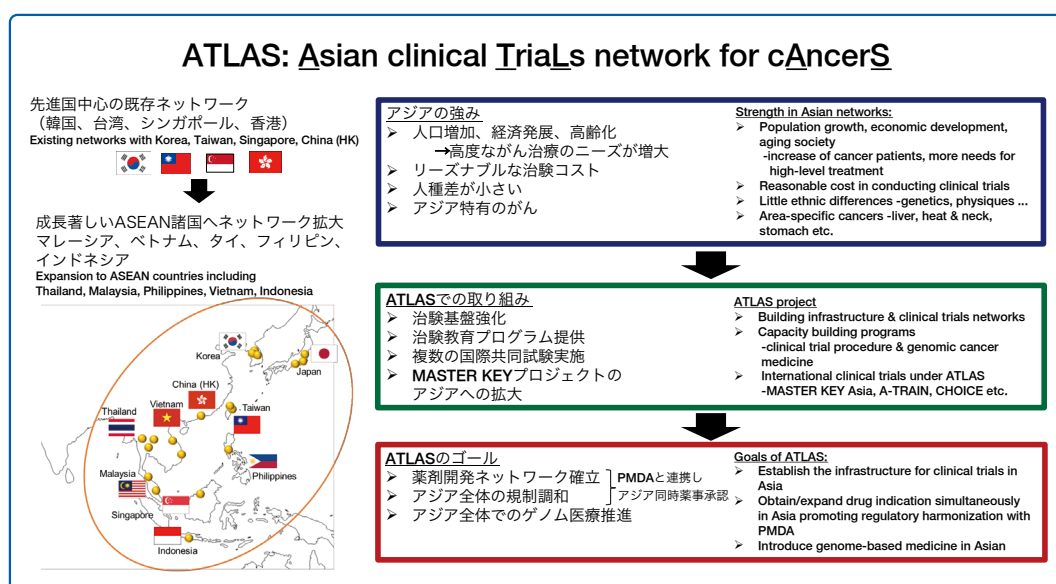 ATLAS: Asian clinical TriaLs network for cAncerS
先進国中心の既存ネットワーク
（韓国、台湾、シンガポール、香港）
Existing networks with Korea, Taiwan, Singapore, China (HK)
成長著しいASEAN諸国へネットワーク拡大
マレーシア、ベトナム、タイ、フィリピン、
インドネシア
Expansion to ASEAN countries including
Thailand, Malaysia, Philippines, Vietnam, Indonesia
Korea
Japan
China (HK)
Thailand
Vietnam
Taiwan
Malaysia
Philippines
Singapore
Indonesia
アジアの強み
➢ 人口増加、経済発展、高齢化
→高度ながん治療のニーズが増大
➢ リーズナブルな治験コスト
➢ 人種差が小さい
➢ アジア特有のがん
Strength in Asian networks:
➢ Population growth, economic development,
aging society
-increase of cancer patients, more needs for
high-level treatment
➢ Reasonable cost in conducting clinical trials
➢ Little ethnic differences -genetics, physiques ...
➢ Area-specific cancers -liver, heat & neck,
stomach etc.
ATLASでの取り組み
➢ 治験基盤強化
➢ 治験教育プログラム提供
➢ 複数の国際共同試験実施
➢ MASTER KEYプロジェクトの
アジアへの拡大
ATLAS project
➢ Building infrastructure & clinical trials networks
➢ Capacity building programs
-clinical trial procedure & genomic cancer
medicine
➢ International clinical trials under ATLAS
-MASTER KEY Asia, A-TRAIN, CHOICE etc.
ATLASのゴール
➢ 薬剤開発ネットワーク確立
➢ アジア全体の規制調和
PMDAと連携し
アジア同時薬事承認
➢ アジア全体でのゲノム医療推進
Goals of ATLAS:
➢ Establish the infrastructure for clinical trials in
Asia
➢ Obtain/expand drug indication simultaneously
in Asia promoting regulatory harmonization with
PMDA
➢ Introduce genome-based medicine in Asian